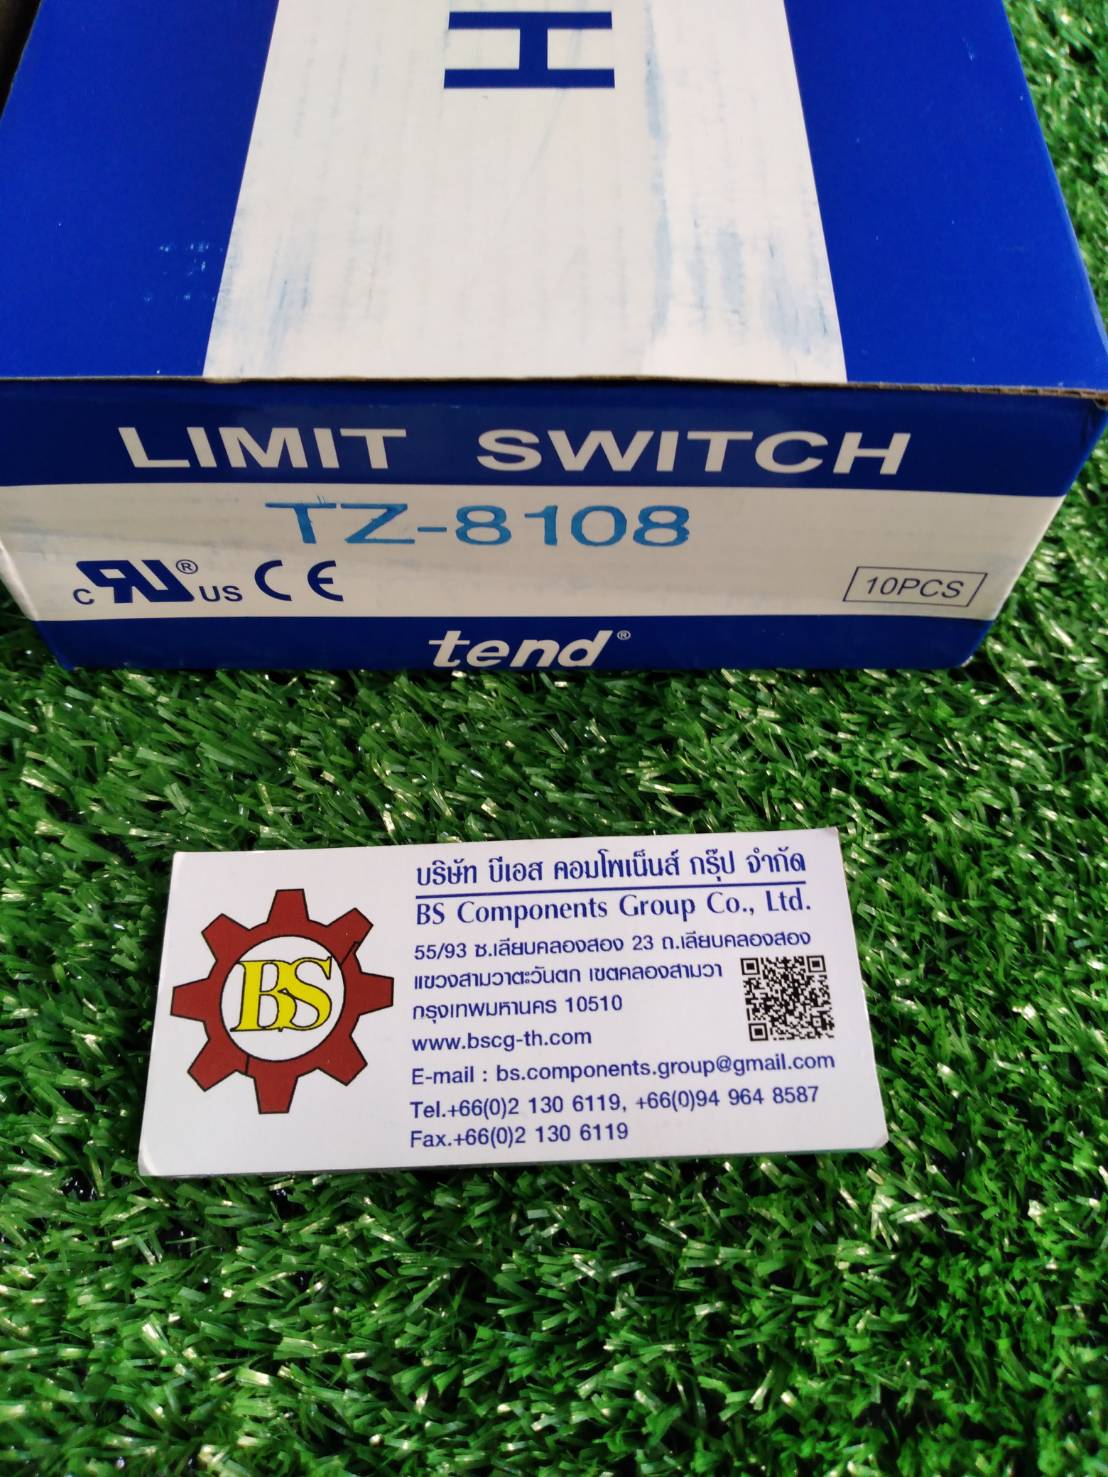 H
LIMIT SWITCH
TZ-8108
c RU ® US CE
10PCS
tend®
BS
บริษัท บีเอส คอมโพเน็นส์ กรุ๊ป จำกัด
BS Components Group Co., Ltd.
55/93 ซ.เลียบคลองสอง 23 ถ.เลียบคลองสอง
แขวงสามวาตะวันตก เขตคลองสามวา
กรุงเทพมหานคร 10510
www.bscg-th.com
E-mail : bs.components.group@gmail.com
Tel.+66(0)2 130 6119, +66(0)94 964 8587
Fax.+66(0)2 130 6119